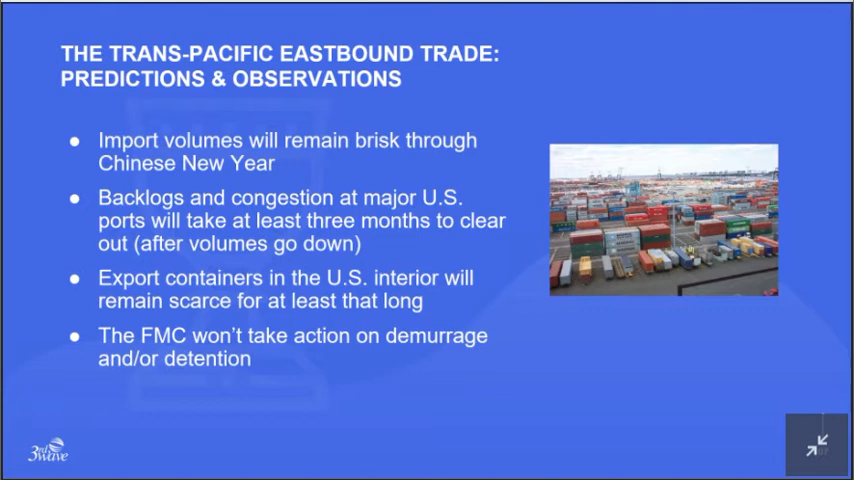 THE TRANS-PACIFIC EASTBOUND TRADE:
PREDICTIONS & OBSERVATIONS
● Import volumes will remain brisk through
Chinese New Year
● Backlogs and congestion at major U.S.
ports will take at least three months to clear
out (after volumes go down)
● Export containers in the U.S. interior will
remain scarce for at least that long
● The FMC won't take action on demurrage
and/or detention
3rd wave